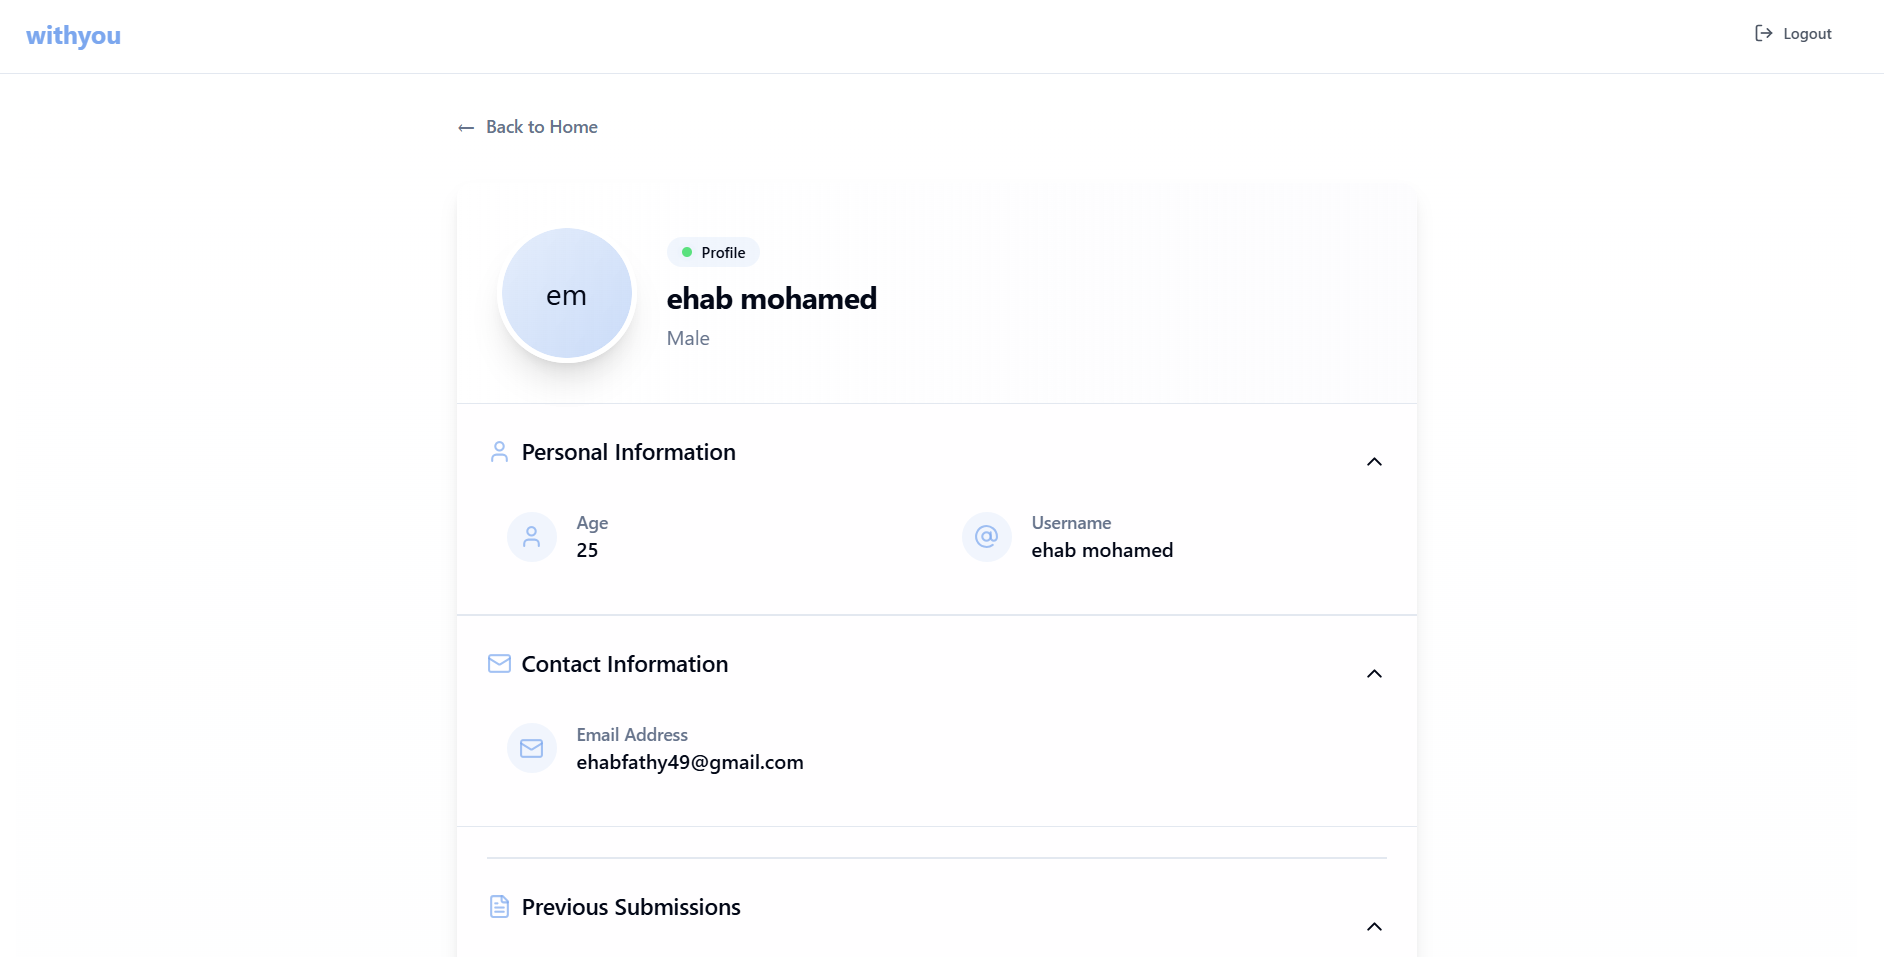 withyou
Logout
Back to Home
em
Profile
ehab mohamed
Male
Personal Information
Age
25
Username
ehab mohamed
Contact Information
Email Address
ehabfathy49@gmail.com
Previous Submissions